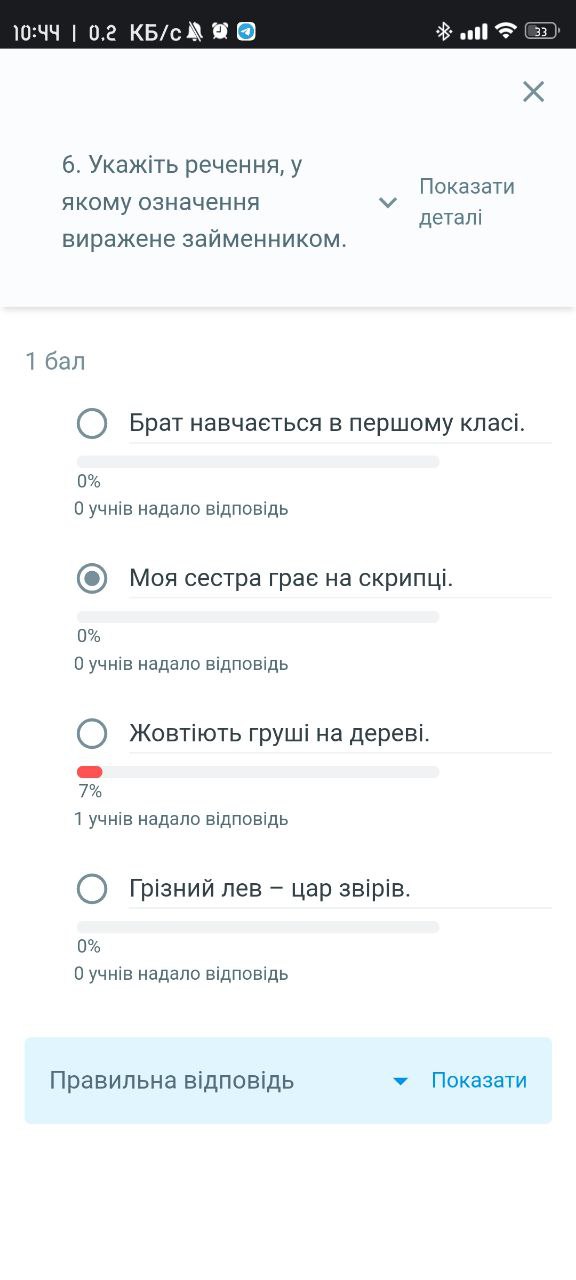 10:44 | 0.2 КБ/с
33
6. Укажіть речення, у
якому означення
виражене займенником.
Показати
деталі
1 бал
Брат навчається в першому класі.
0%
0 учнів надало відповідь
Моя сестра грає на скрипці.
0%
0 учнів надало відповідь
Жовтіють груші на дереві.
7%
1 учнів надало відповідь
Грізний лев – цар звірів.
0%
0 учнів надало відповідь
Правильна відповідь
Показати